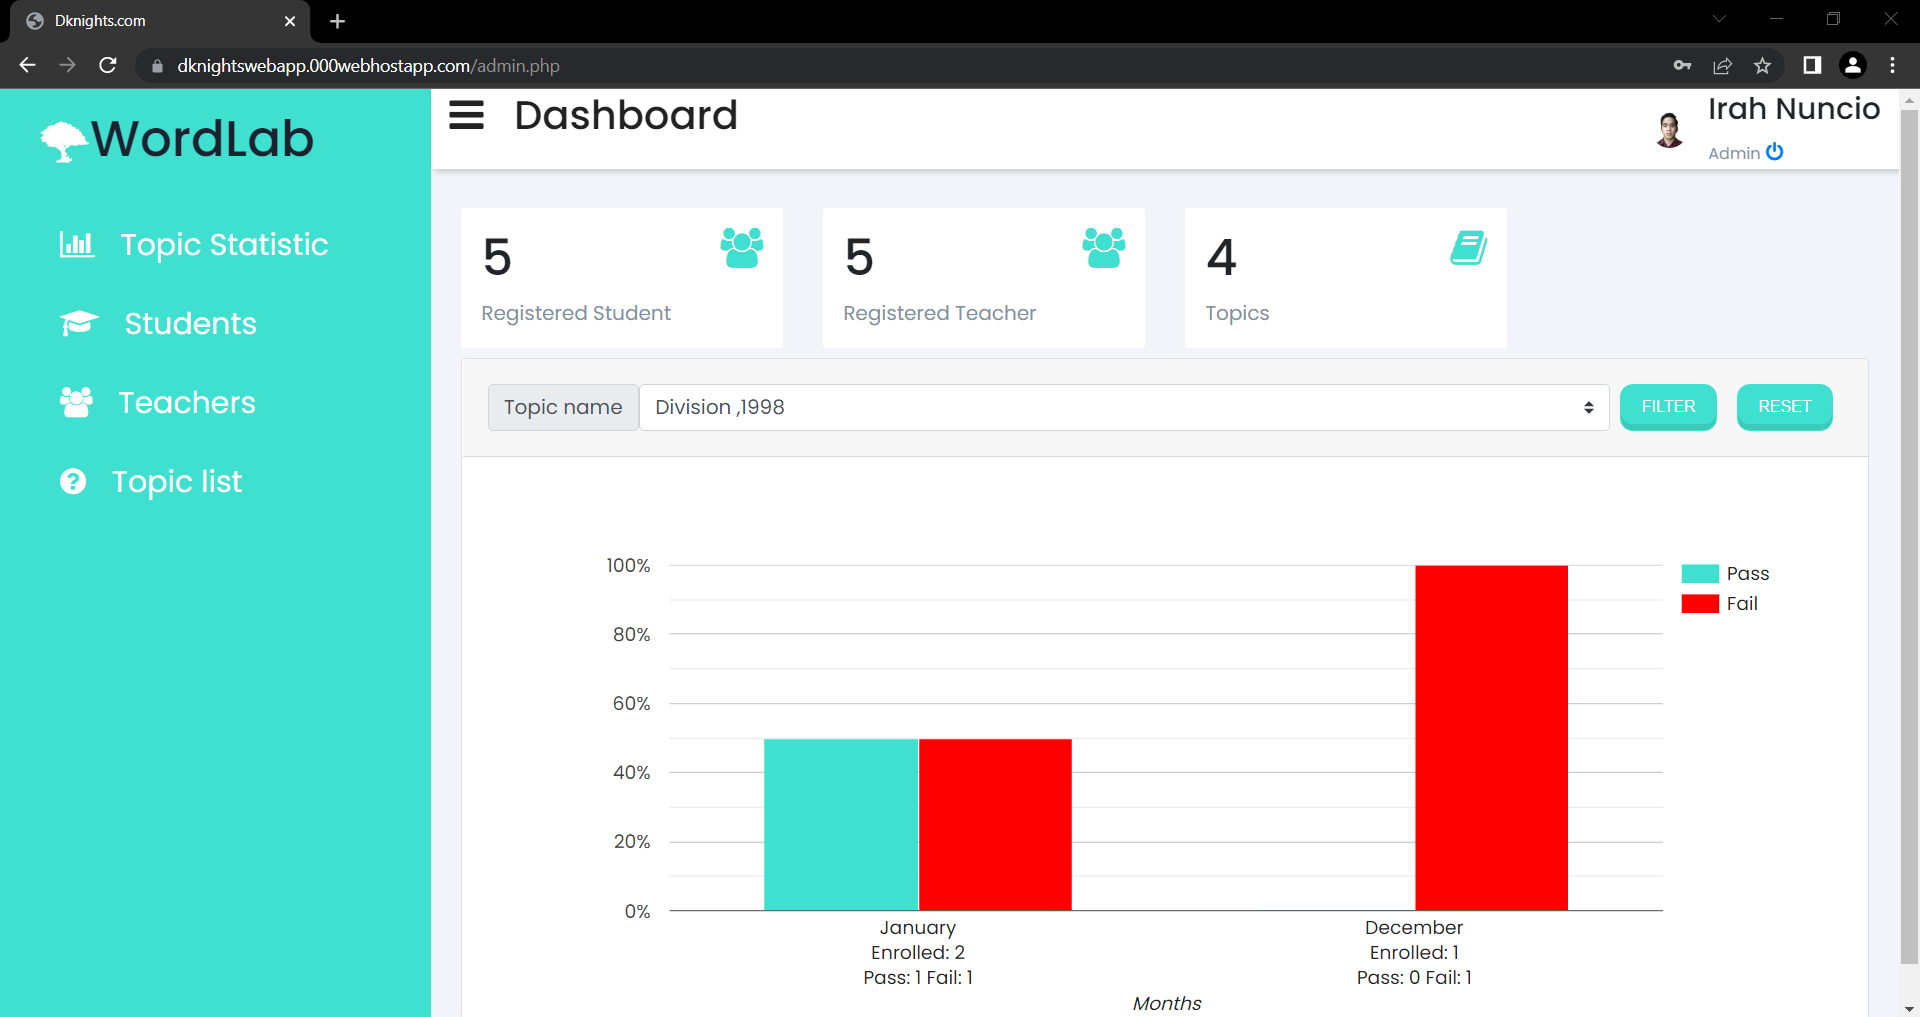 Dknights.com
dknightswebapp.000webhostapp.com/admin.php
WordLab
Dashboard
Irah Nuncio
Admin
Topic Statistic
Students
Teachers
Topic list
5
Registered Student
5
Registered Teacher
4
Topics
Topic name
Division ,1998
FILTER
RESET
100%
80%
60%
40%
20%
0%
Pass
Fail
January
Enrolled: 2
Pass: 1 Fail: 1
December
Enrolled: 1
Pass: 0 Fail: 1
Months